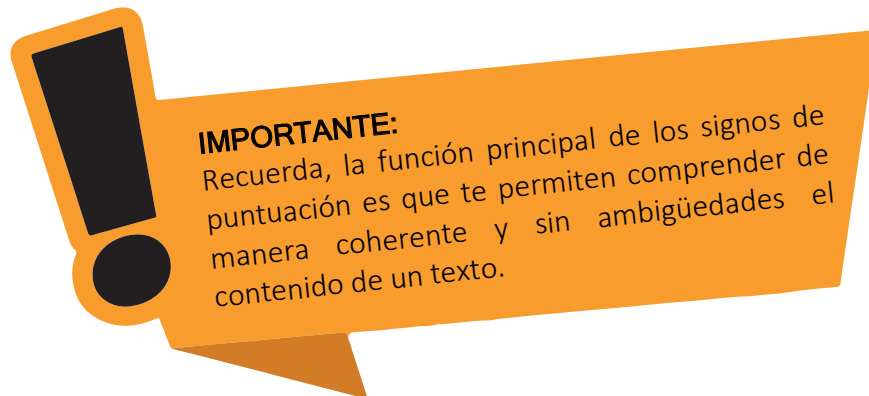 IMPORTANTE:
Recuerda, la función principal de los signos de
puntuación es que te permiten comprender de
manera coherente y sin ambigüedades el
contenido de un texto.